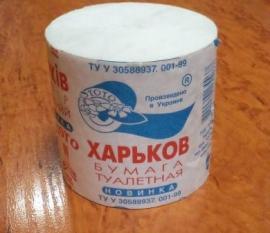 ТУ У 30588937. 001-99
Произведено
в Украине
®
ХАРЬКОВ
БУМАГА
ТУАЛЕТНАЯ
НОВИНКА
ТУ У 30588937. 001-99